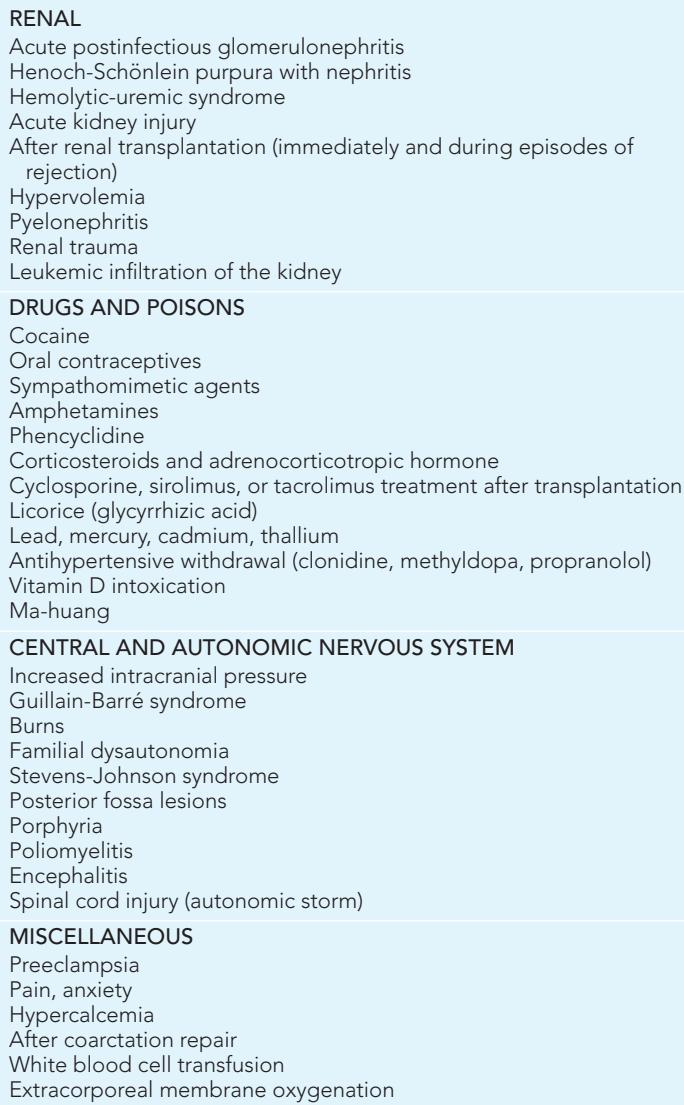 RENAL
Acute postinfectious glomerulonephritis
Henoch-Schönlein purpura with nephritis
Hemolytic-uremic syndrome
Acute kidney injury
After renal transplantation (immediately and during episodes of
rejection)
Hypervolemia
Pyelonephritis
Renal trauma
Leukemic infiltration of the kidney
DRUGS AND POISONS
Cocaine
Oral contraceptives
Sympathomimetic agents
Amphetamines
Phencyclidine
Corticosteroids and adrenocorticotropic hormone
Cyclosporine, sirolimus, or tacrolimus treatment after transplantation
Licorice (glycyrrhizic acid)
Lead, mercury, cadmium, thallium
Antihypertensive withdrawal (clonidine, methyldopa, propranolol)
Vitamin D intoxication
Ma-huang
CENTRAL AND AUTONOMIC NERVOUS SYSTEM
Increased intracranial pressure
Guillain-Barré syndrome
Burns
Familial dysautonomia
Stevens-Johnson syndrome
Posterior fossa lesions
Porphyria
Poliomyelitis
Encephalitis
Spinal cord injury (autonomic storm)
MISCELLANEOUS
Preeclampsia
Pain, anxiety
Hypercalcemia
After coarctation repair
White blood cell transfusion
Extracorporeal membrane oxygenation